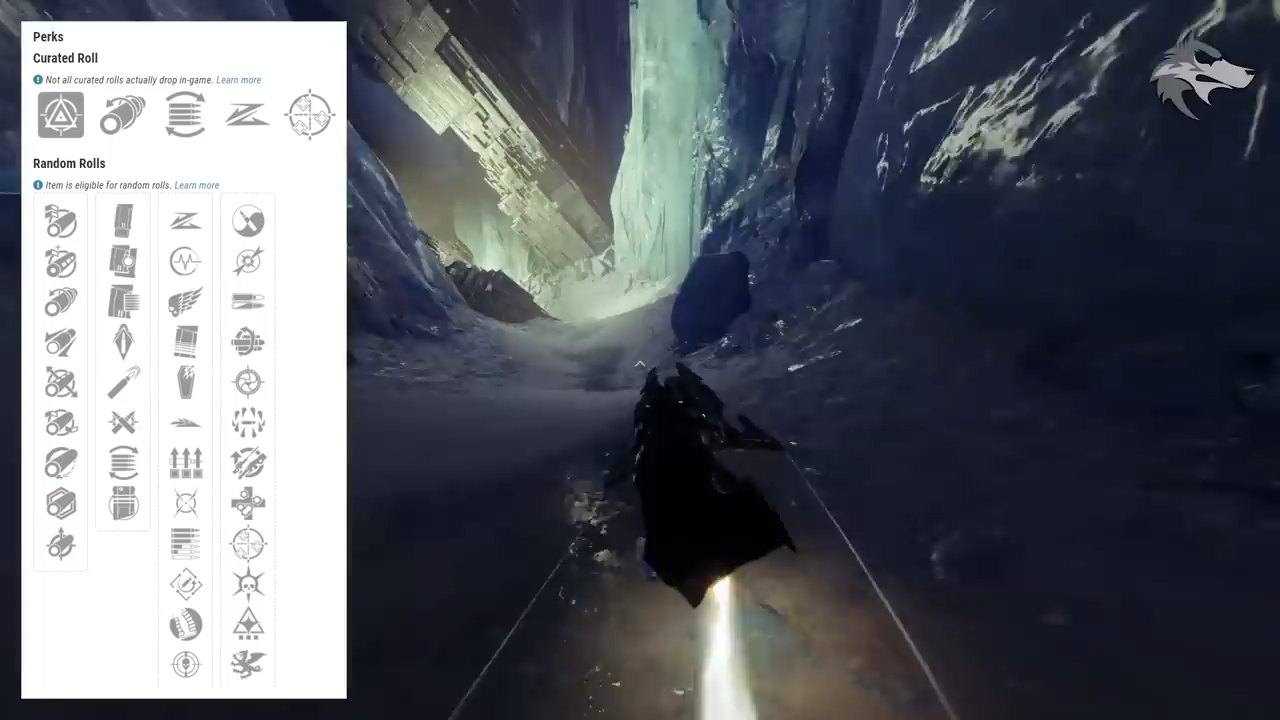 Perks
Curated Roll
Not all curated rolls actually drop in-game. Learn more
Random Rolls
Item is eligible for random rolls. Learn more